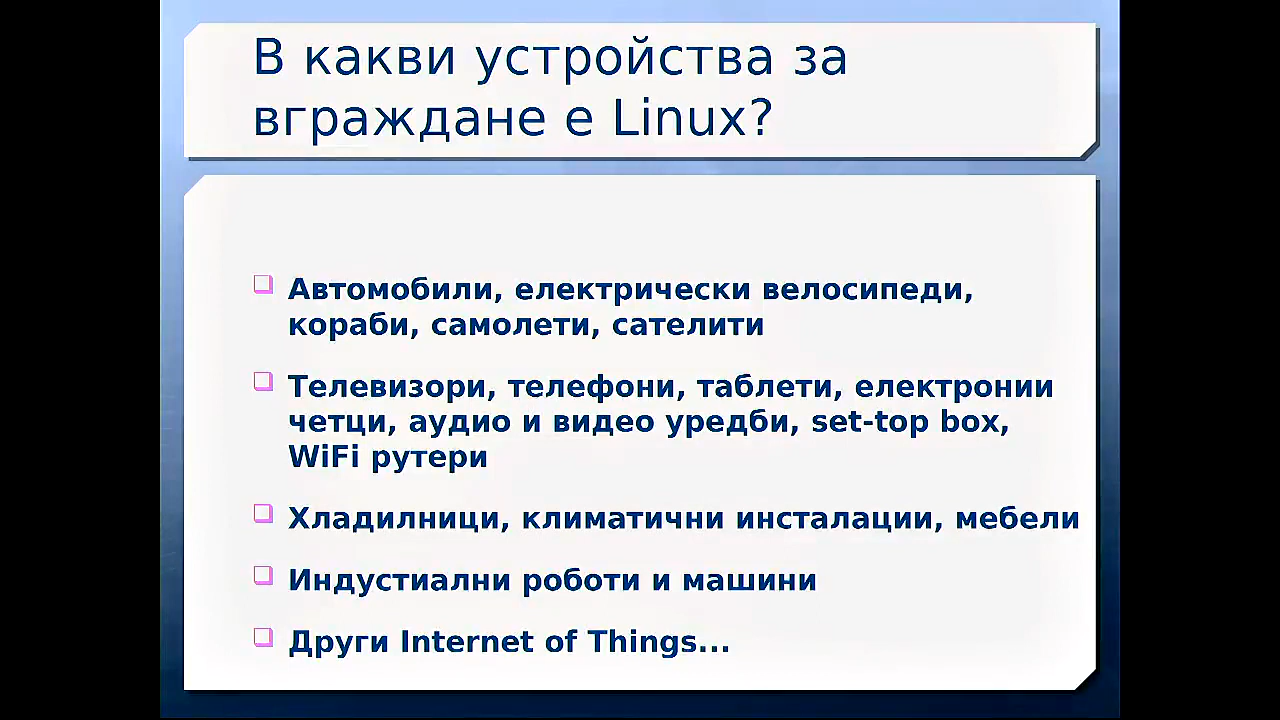 В какви устройства за
вграждане е Linux?
Автомобили, електрически велосипеди,
кораби, самолети, сателити
Телевизори, телефони, таблети, електронии
четци, аудио и видео уредби, set-top box,
WiFi рутери
Хладилници, климатични инсталации, мебели
Индустиални роботи и машини
Други Internet of Things...